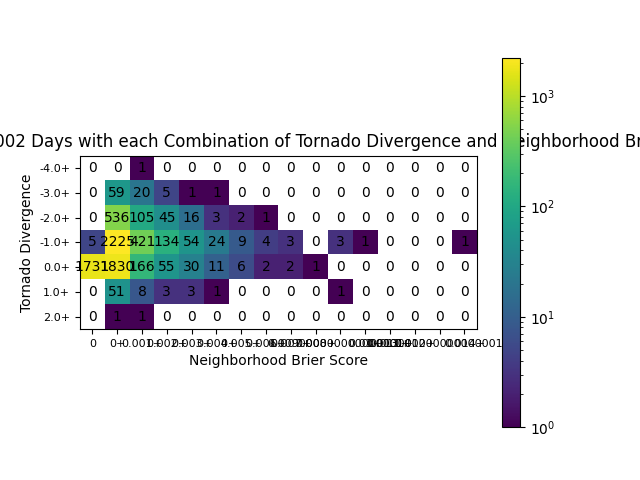 002 Days with each Combination of Tornado Divergence and Neighborhood Br
Tornado Divergence
-4.0+ 0 0 1 0 0 0 0 0 0 0 0 0 0 0 0 0
-3.0+ 0 59 20 5 1 1 0 0 0 0 0 0 0 0 0 0
-2.0+ 0 536 105 45 16 3 2 1 0 0 0 0 0 0 0 0
-1.0+ 5 2225 421 134 54 24 9 4 3 0 3 1 0 0 0 1
0.0+ 1731 1830 166 55 30 11 6 2 2 1 0 0 0 0 0 0
1.0+ 0 51 8 3 3 1 0 0 0 0 1 0 0 0 0 0
2.0+ 0 1 1 0 0 0 0 0 0 0 0 0 0 0 0 0
0 0+ 0.001+ 0.002+
Neighborhood Brier Score
10³
10²
10¹
10⁰